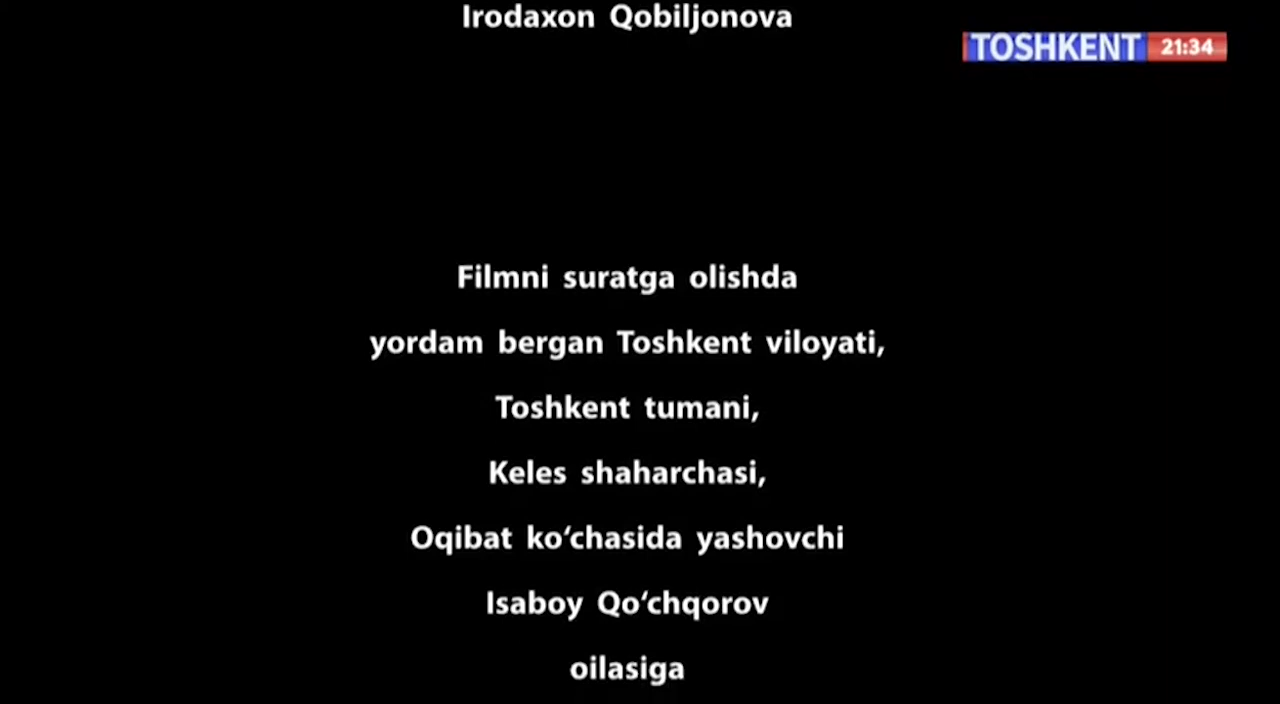 Irodaxon Qobiljonova
TOSHKENT 21:34
Filmni suratga olishda
yordam bergan Toshkent viloyati,
Toshkent tumani,
Keles shaharchasi,
Oqibat ko‘chasida yashovchi
Isaboy Qo‘chqorov
oilasiga